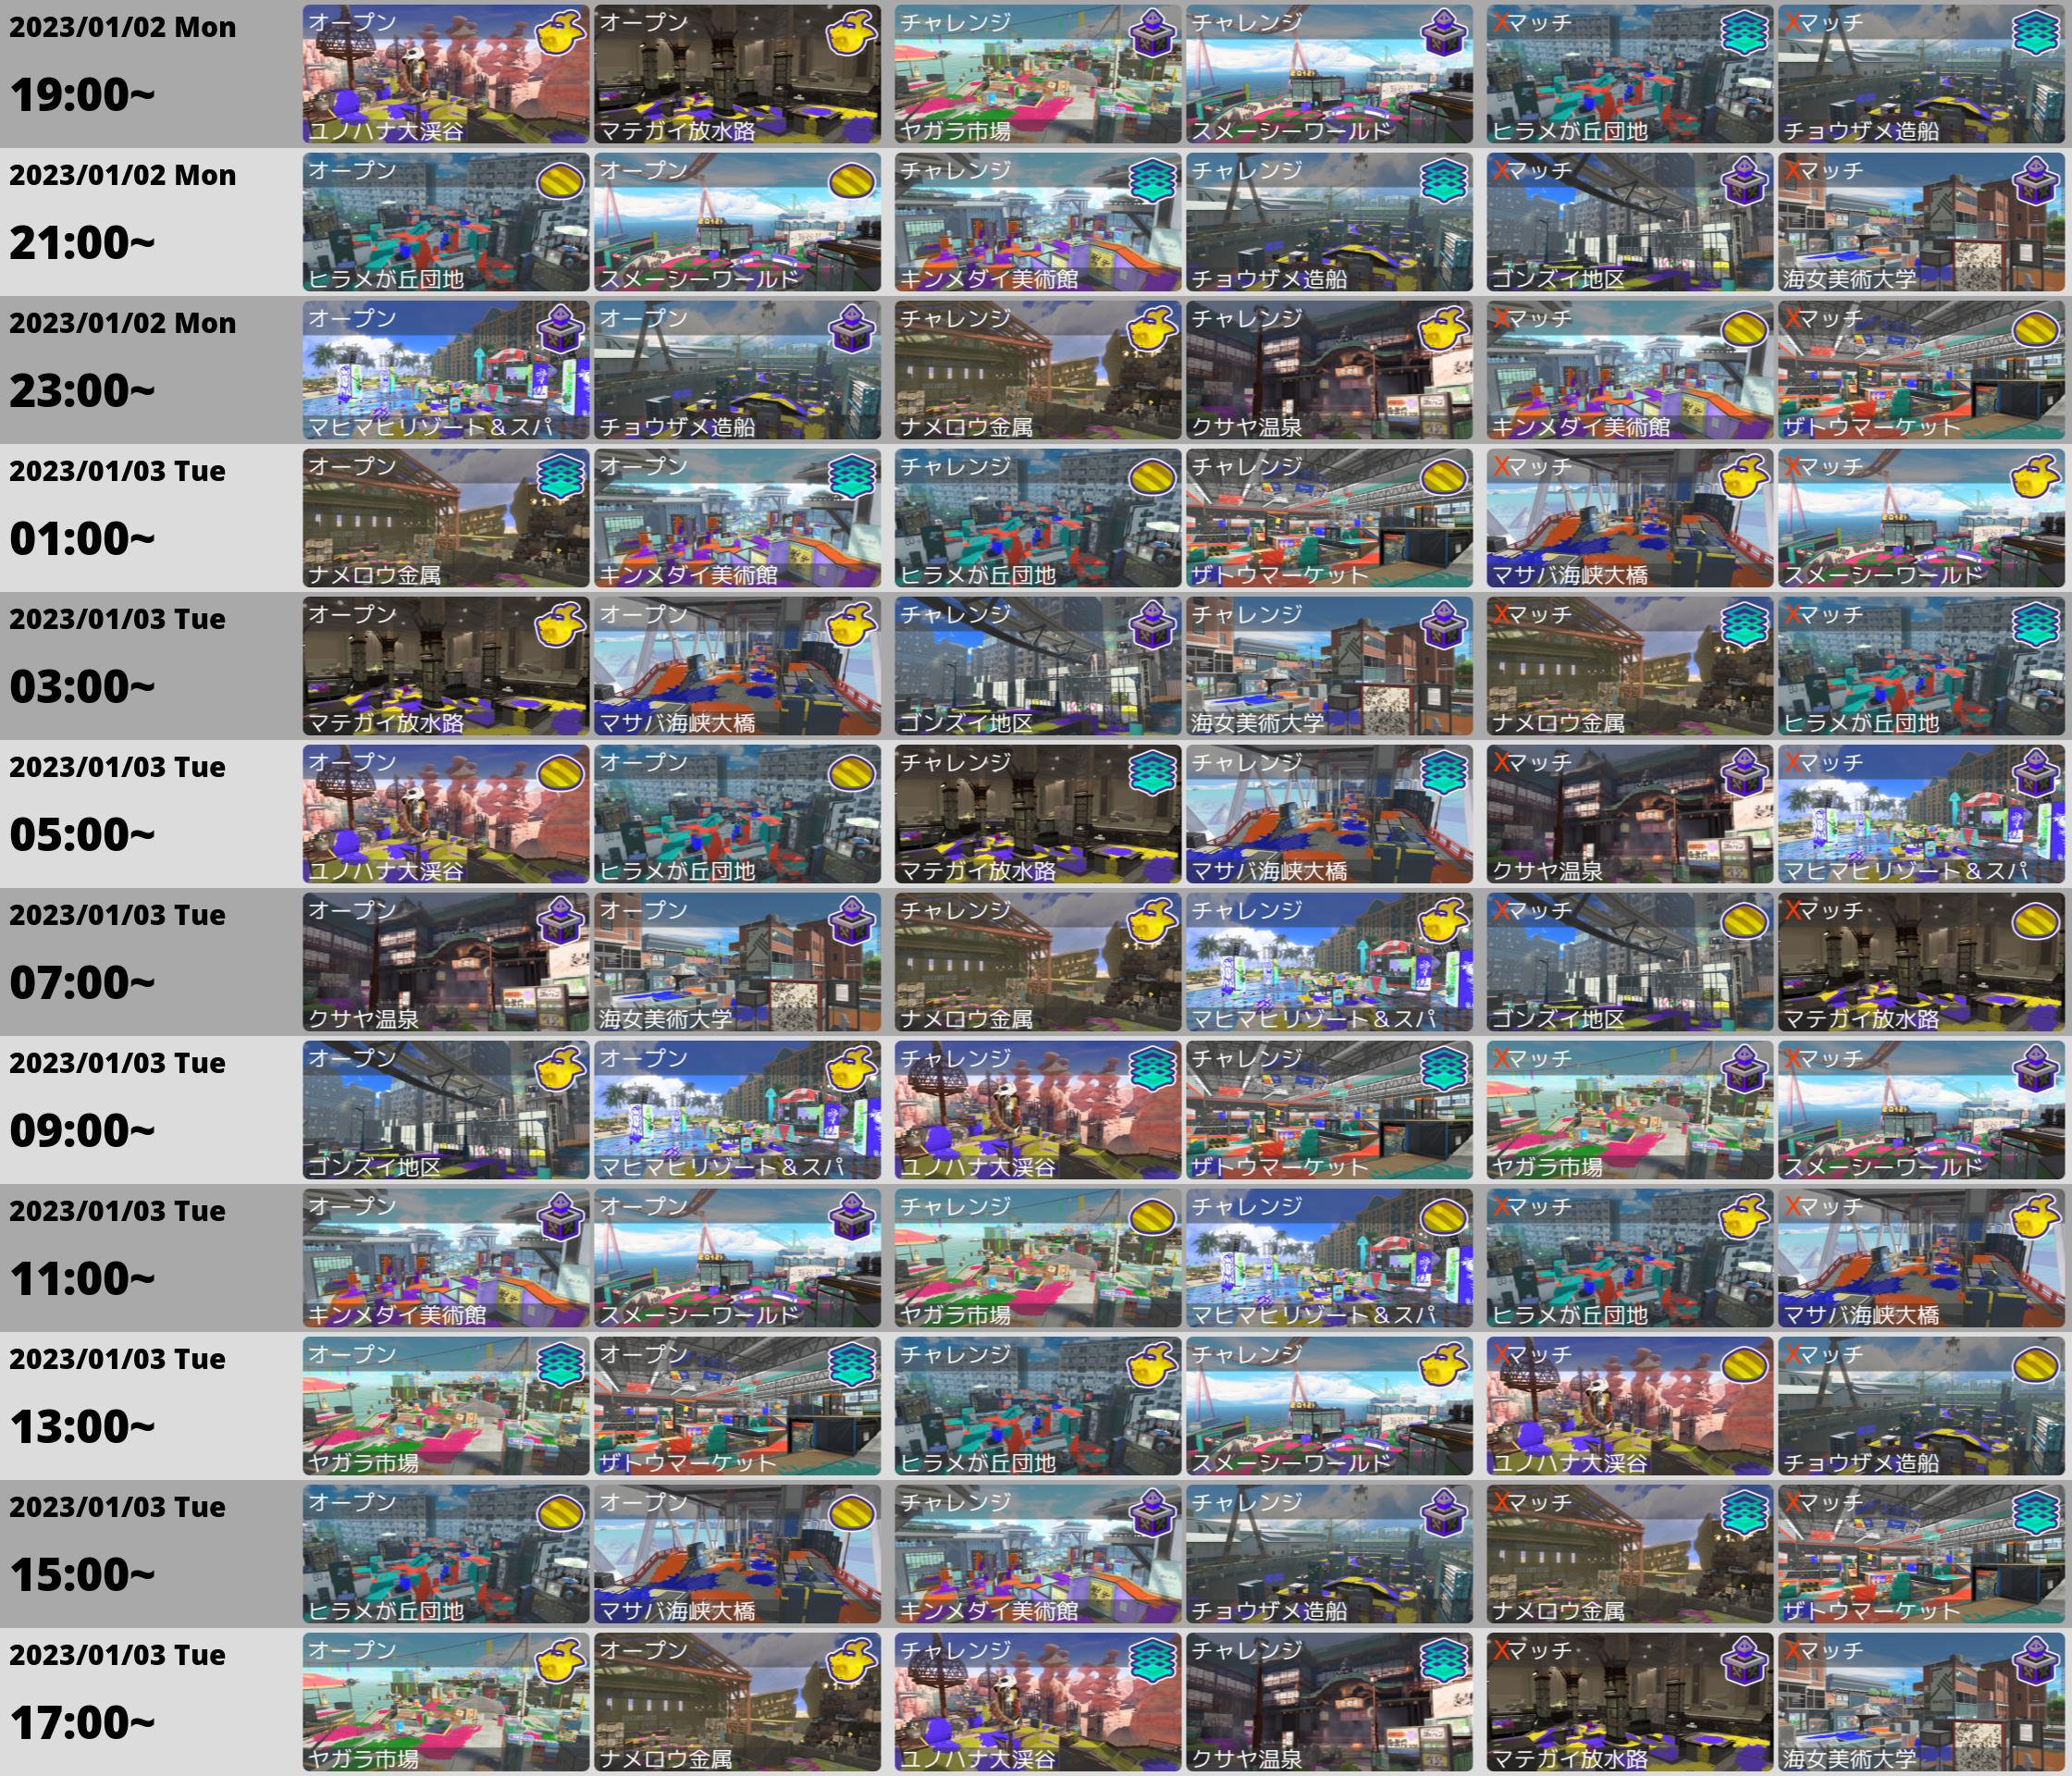 2023/01/02 Mon
19:00~
オープン
ユノハナ大渓谷
オープン
マテガイ放水路
チャレンジ
ヤガラ市場
チャレンジ
スメーシーワールド
Xマッチ
ヒラメが丘団地
Xマッチ
チョウザメ造船
2023/01/02 Mon
21:00~
オープン
ヒラメが丘団地
オープン
スメーシーワールド
チャレンジ
キンメダイ美術館
チャレンジ
チョウザメ造船
Xマッチ
ゴンズイ地区
Xマッチ
海女美術大学
2023/01/02 Mon
23:00~
オープン
マヒマヒリゾート＆スパ
オープン
チョウザメ造船
チャレンジ
ナメロウ金属
チャレンジ
クサヤ温泉
Xマッチ
キンメダイ美術館
Xマッチ
ザトウマーケット
2023/01/03 Tue
01:00~
オープン
ナメロウ金属
オープン
キンメダイ美術館
チャレンジ
ヒラメが丘団地
チャレンジ
ザトウマーケット
Xマッチ
マサバ海峡大橋
Xマッチ
スメーシーワールド
2023/01/03 Tue
03:00~
オープン
マテガイ放水路
オープン
マサバ海峡大橋
チャレンジ
ゴンズイ地区
チャレンジ
海女美術大学
Xマッチ
ナメロウ金属
Xマッチ
ヒラメが丘団地
2023/01/03 Tue
05:00~
オープン
ユノハナ大渓谷
オープン
ヒラメが丘団地
チャレンジ
マテガイ放水路
チャレンジ
マサバ海峡大橋
Xマッチ
クサヤ温泉
Xマッチ
マヒマヒリゾート＆スパ
2023/01/03 Tue
07:00~
オープン
クサヤ温泉
オープン
海女美術大学
チャレンジ
ナメロウ金属
チャレンジ
マヒマヒリゾート＆スパ
Xマッチ
ゴンズイ地区
Xマッチ
マテガイ放水路
2023/01/03 Tue
09:00~
オープン
ゴンズイ地区
オープン
マヒマヒリゾート＆スパ
チャレンジ
ユノハナ大渓谷
チャレンジ
ザトウマーケット
Xマッチ
ヤガラ市場
Xマッチ
スメーシーワールド
2023/01/03 Tue
11:00~
オープン
キンメダイ美術館
オープン
スメーシーワールド
チャレンジ
ヤガラ市場
チャレンジ
マヒマヒリゾート＆スパ
Xマッチ
ヒラメが丘団地
Xマッチ
マサバ海峡大橋
2023/01/03 Tue
13:00~
オープン
ヤガラ市場
オープン
ザトウマーケット
チャレンジ
ヒラメが丘団地
チャレンジ
スメーシーワールド
Xマッチ
ユノハナ大渓谷
Xマッチ
チョウザメ造船
2023/01/03 Tue
15:00~
オープン
ヒラメが丘団地
オープン
マサバ海峡大橋
チャレンジ
キンメダイ美術館
チャレンジ
チョウザメ造船
Xマッチ
ナメロウ金属
Xマッチ
ザトウマーケット
2023/01/03 Tue
17:00~
オープン
ヤガラ市場
オープン
ナメロウ金属
チャレンジ
ユノハナ大渓谷
チャレンジ
クサヤ温泉
Xマッチ
マテガイ放水路
Xマッチ
海女美術大学